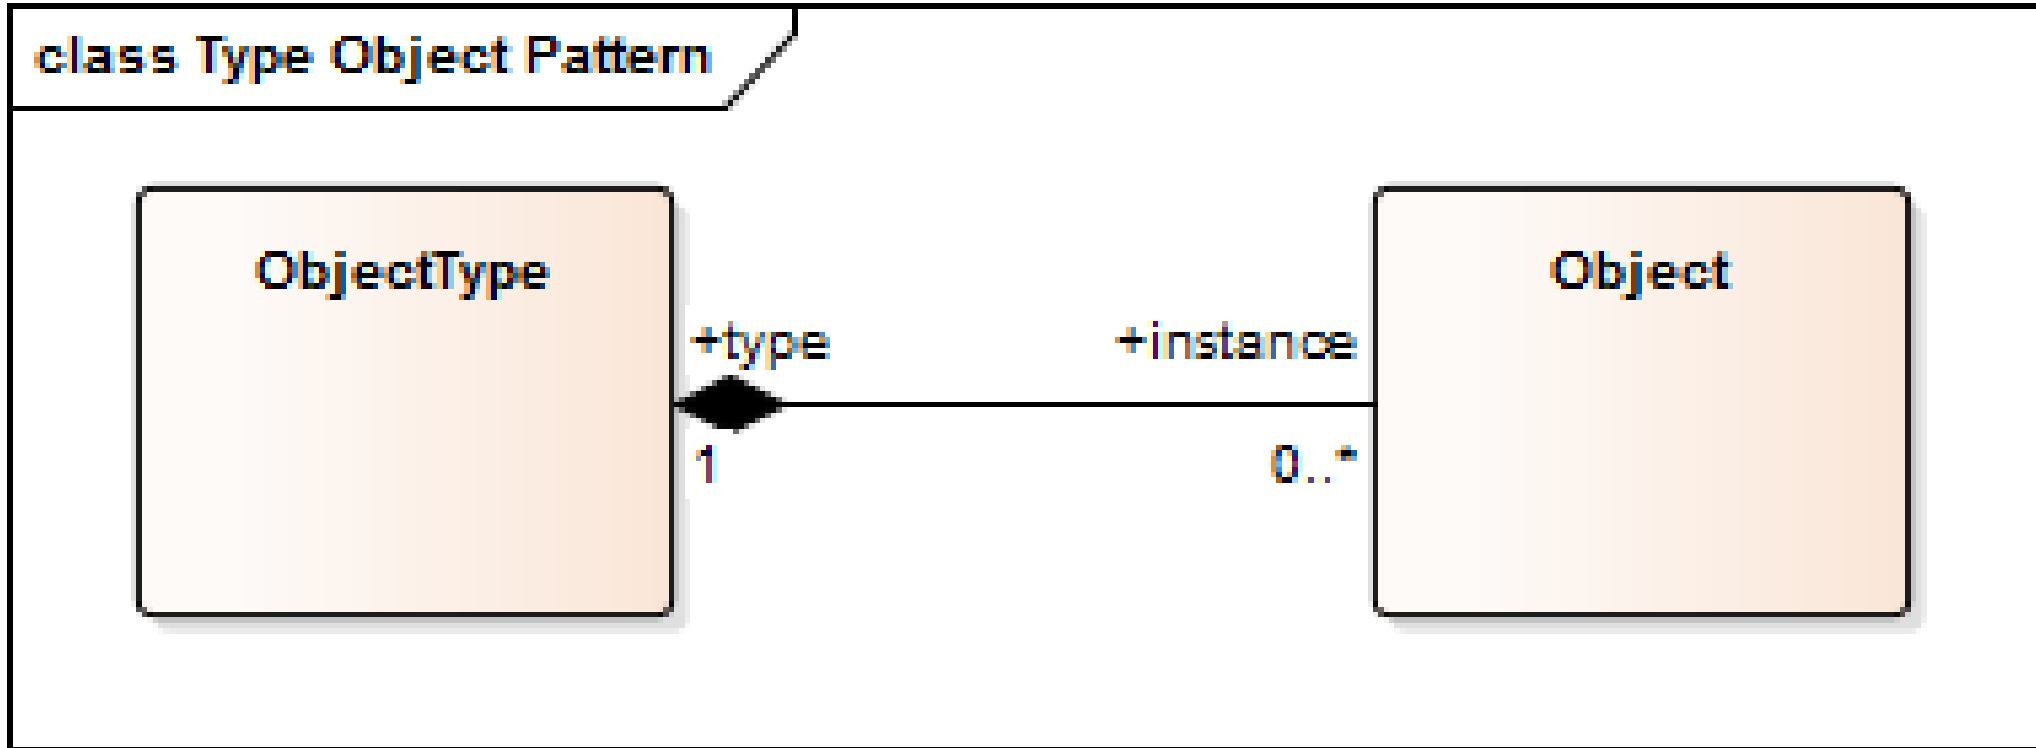 class Type Object Pattern
ObjectType
Object
+type
+instance
1
0..*